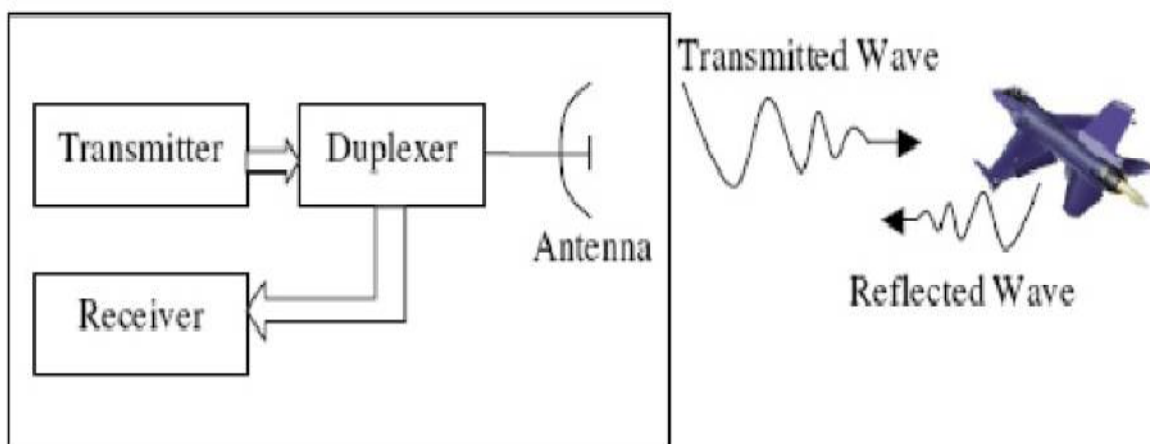 Transmitted Wave
Transmitter
Duplexer
Antenna
Receiver
Reflected Wave